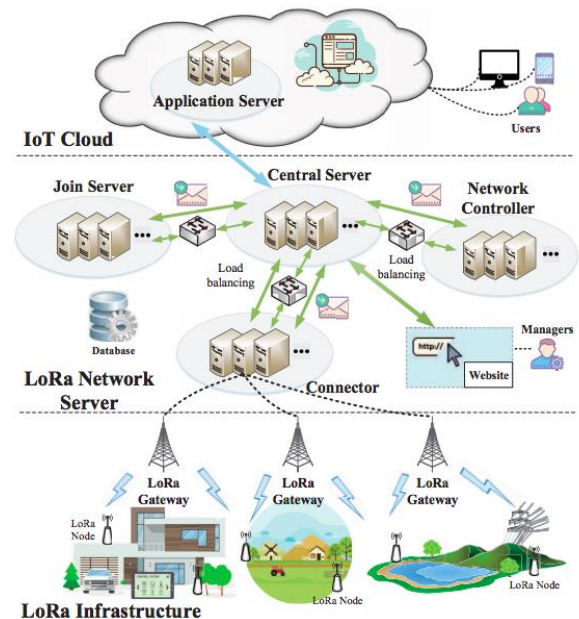 Application Server
IoT Cloud
Users
Join Server
Central Server
Network
Controller
Load
balancing
Load
balancing
Database
http://
Website
Managers
LoRa Network
Server
Connector
LoRa
Gateway
LoRa
Gateway
LoRa
Gateway
LoRa
Node
LoRa Node
LoRa Node
LoRa Infrastructure